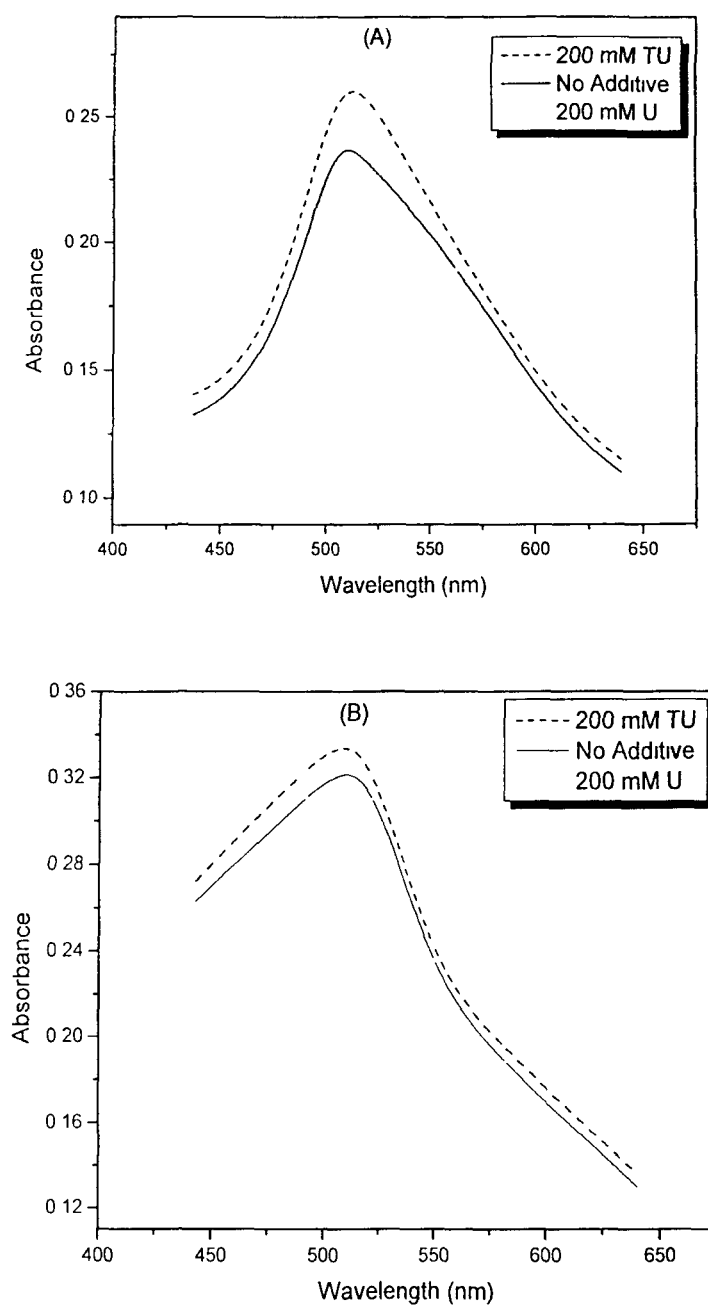 (A)
200 mM TU
No Additive
200 mM U
0 25
0 20
0 15
0 10
Absorbance
400 450 500 550 600 650
Wavelength (nm)
0 36
(B)
200 mM TU
No Additive
200 mM U
0 32
0 28
0 24
0 20
0 16
0 12
Absorbance
400 450 500 550 600 650
Wavelength (nm)